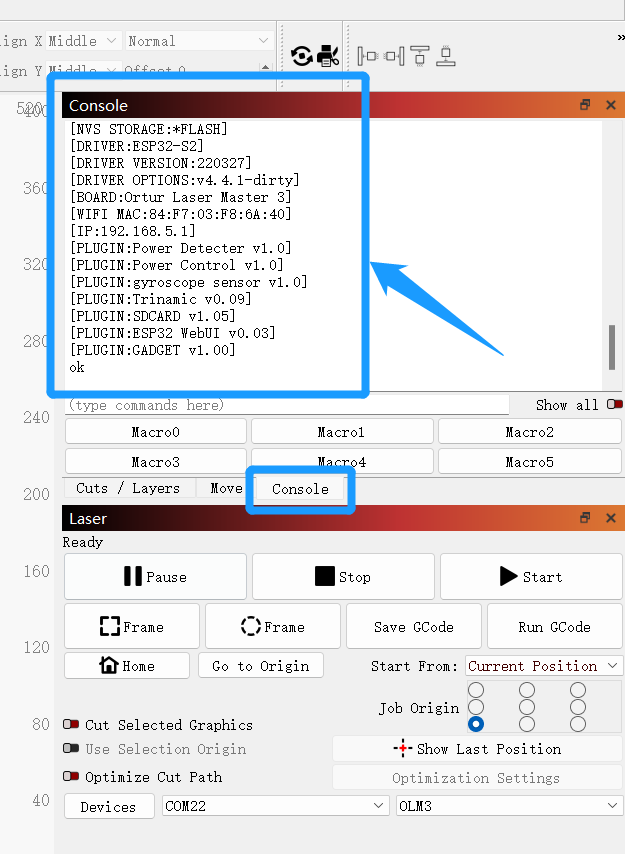 lign X Middle Normal
»
lign Y Middle Offset 0
Console
[NVS STORAGE:*FLASH]
[DRIVER:ESP32-S2]
[DRIVER VERSION:220327]
[DRIVER OPTIONS:v4.4.1-dirty]
[BOARD:Ortur Laser Master 3]
[WIFI MAC:84:F7:03:F8:6A:40]
[IP:192.168.5.1]
[PLUGIN:Power Detecter v1.0]
[PLUGIN:Power Control v1.0]
[PLUGIN:gyroscope sensor v1.0]
[PLUGIN:Trinamic v0.09]
[PLUGIN:SDCARD v1.05]
[PLUGIN:ESP32 WebUI v0.03]
[PLUGIN:GADGET v1.00]
ok
360
320
280
240
200
160
120
80
40
(type commands here) Show all
Macro0 Macro1 Macro2
Macro3 Macro4 Macro5
Cuts / Layers Move Console
Laser
Ready
Pause Stop Start
Frame Frame Save GCode Run GCode
Home Go to Origin Start From: Current Position
Job Origin
Cut Selected Graphics
Use Selection Origin Show Last Position
Optimize Cut Path Optimization Settings
Devices COM22 OLM3